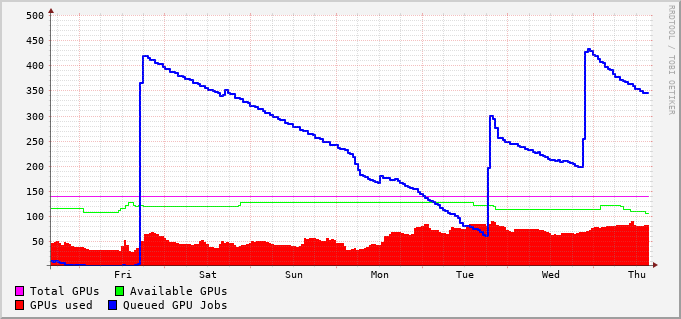 500
450
400
350
300
250
200
150
100
50
Fri Sat Sun Mon Tue Wed Thu
Total GPUs Available GPUs
GPUs used Queued GPU Jobs
RRDTOOL / TOBI OETIKER